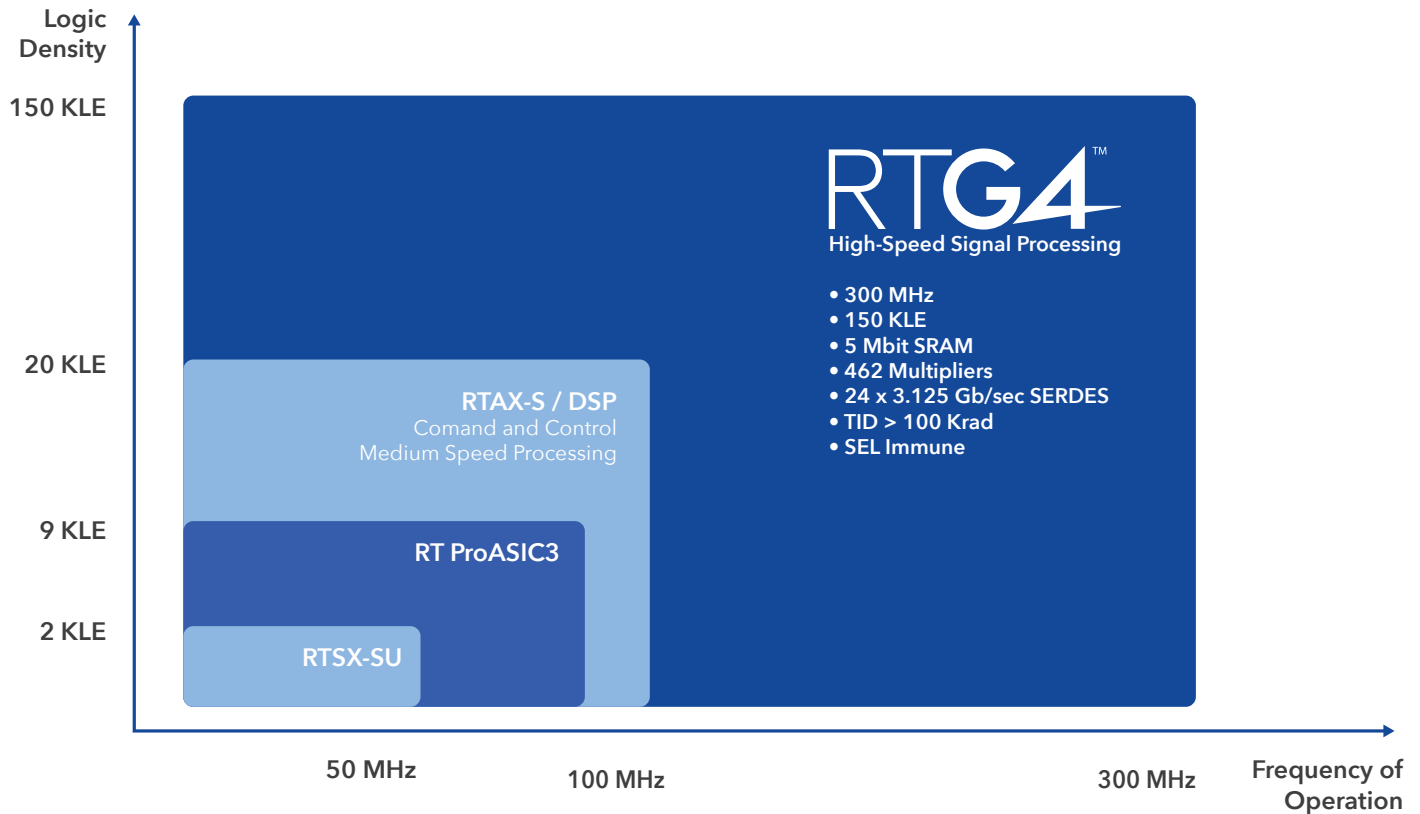 Logic
Density
150 KLE
RTG4™
High-Speed Signal Processing
• 300 MHz
• 150 KLE
• 5 Mbit SRAM
• 462 Multipliers
• 24 x 3.125 Gb/sec SERDES
• TID > 100 Krad
• SEL Immune
20 KLE
RTAX-S / DSP
Comand and Control
Medium Speed Processing
9 KLE
RT ProASIC3
2 KLE
RTSX-SU
50 MHz
100 MHz
300 MHz
Frequency of
Operation